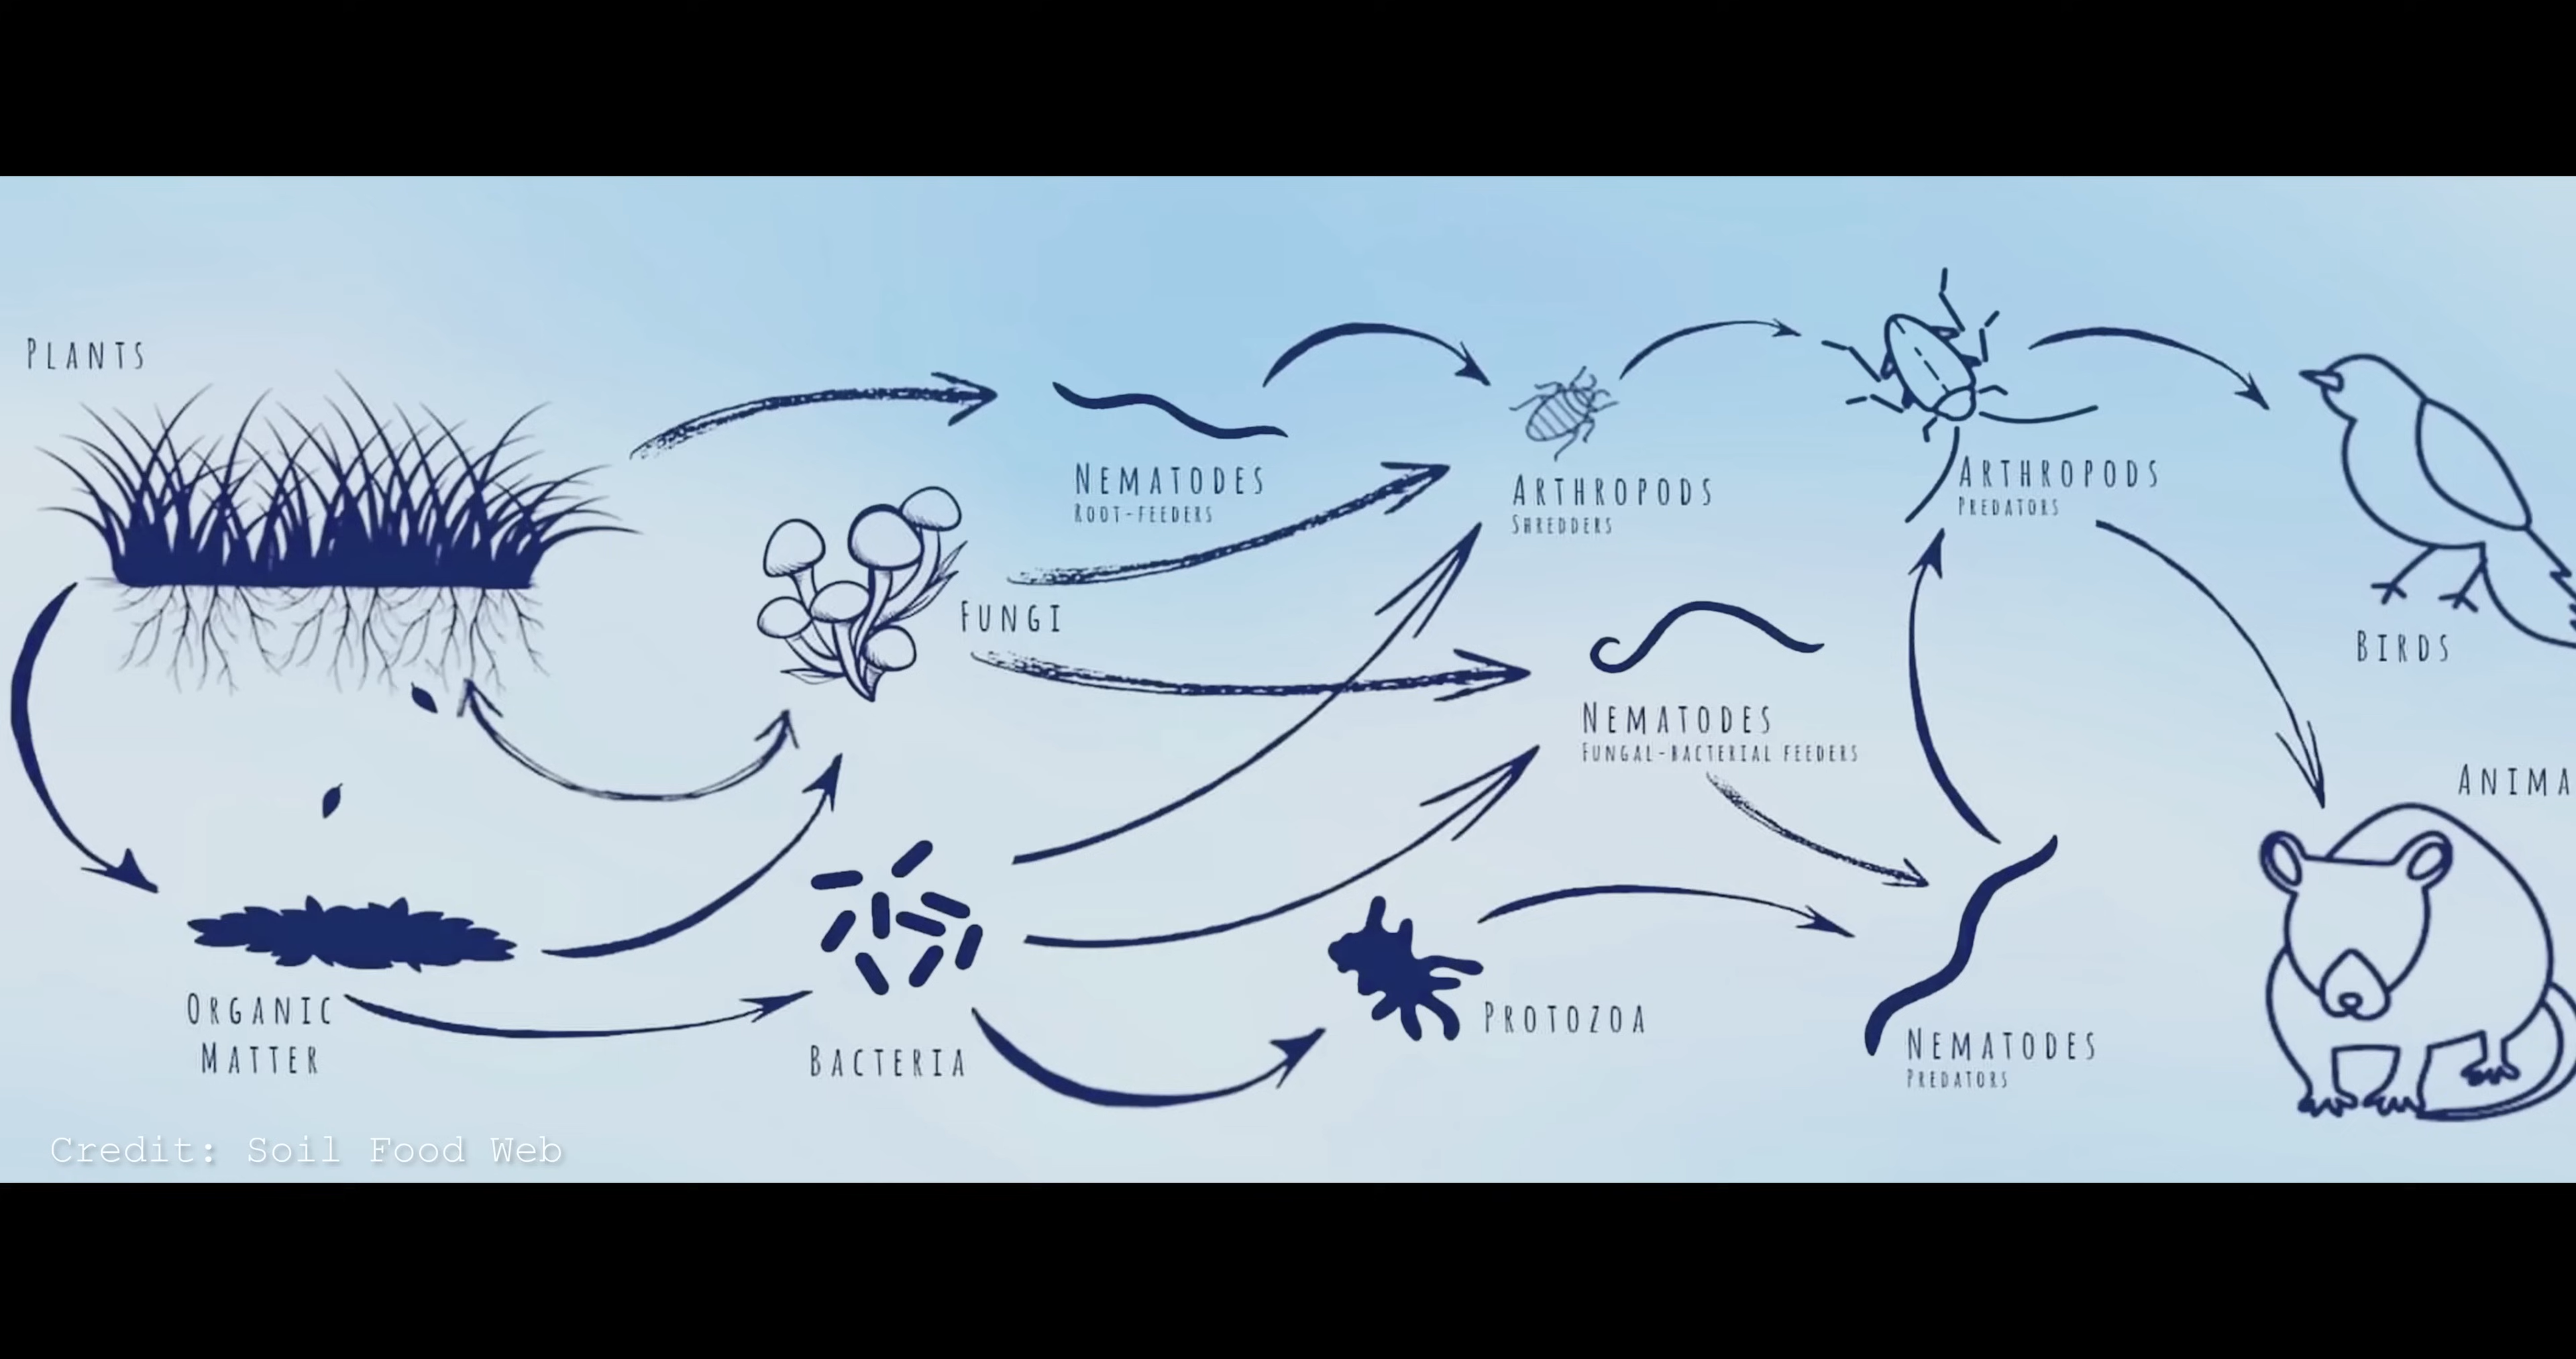 PLANTS
NEMATODES
ROOT-FEEDERS
ARTHROPODS
SHREDDERS
ARTHROPODS
PREDATORS
FUNGI
BIRDS
NEMATODES
FUNGAL-BACTERIAL FEEDERS
ANIMA
ORGANIC
MATTER
BACTERIA
PROTOZOA
NEMATODES
PREDATORS
Credit: Soil Food Web